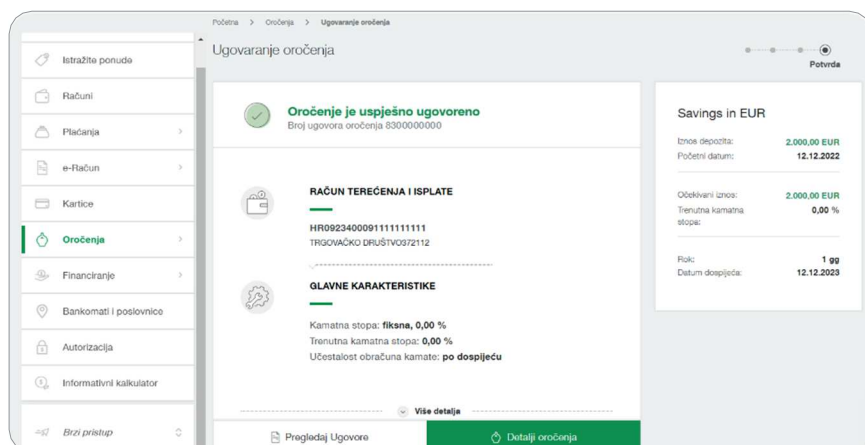 Početna > Oročenja > Ugovaranje oročenja
Ugovaranje oročenja
Potvrda
Istražite ponude
Računi
Plaćanja
e-Račun
Kartice
Oročenja
Financiranje
Bankomati i poslovnice
Autorizacija
Informativni kalkulator
Brzi pristup
Oročenje je uspješno ugovoreno
Broj ugovora oročenja 8300000000
RAČUN TEREĆENJA I ISPLATE
HR0923400091111111111
TRGOVAČKO DRUŠTVO372112
GLAVNE KARAKTERISTIKE
Kamatna stopa: fiksna, 0,00 %
Trenutna kamatna stopa: 0,00 %
Učestalost obračuna kamate: po dospijeću
Više detalja
Pregledaj Ugovore
Detalji oročenja
Savings in EUR
Iznos depozita: 2.000,00 EUR
Početni datum: 12.12.2022
Očekivani iznos: 2.000,00 EUR
Trenutna kamatna 0,00 %
stopa:
Rok: 1 gg
Datum dospijeća: 12.12.2023